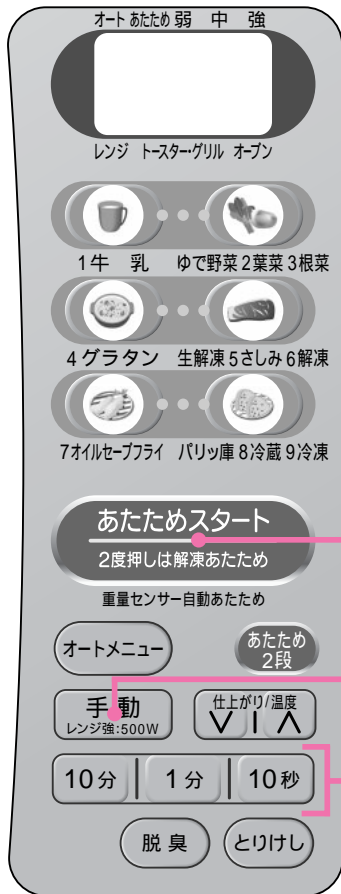 オート あたため 弱 中 強
レンジ トースター・グリル オーブン
1牛 乳 ゆで野菜 2葉菜 3根菜
4グラタン 生解凍 5さしみ 6解凍
7オイルセーブフライ パリッ庫 8冷蔵 9冷凍
あたためスタート
2度押しは解凍あたため
重量センサー自動あたため
オートメニュー
あたため
2段
手動
レンジ強:500W
仕上がり/温度
10分 1分 10秒
脱臭 とりけし